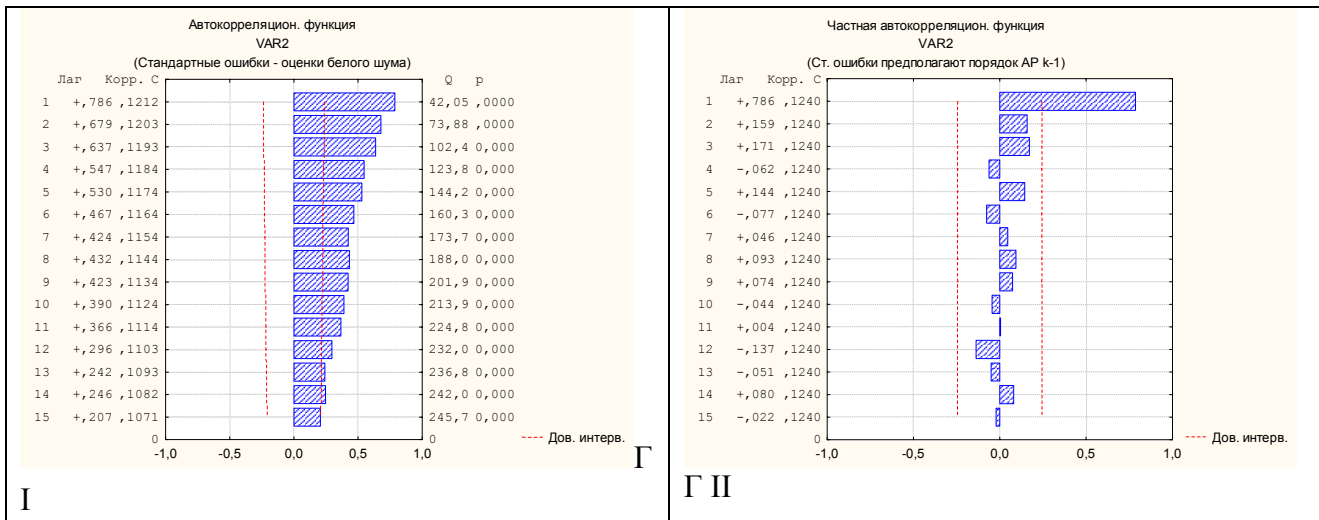 Автокорреляцион. функция
VAR2
(Стандартные ошибки - оценки белого шума)
Лаг Корр. С Q p
1 +,786 ,1212 42,05 ,0000
2 +,679 ,1203 73,88 ,0000
3 +,637 ,1193 102,4 0,000
4 +,547 ,1184 123,8 0,000
5 +,530 ,1174 144,2 0,000
6 +,467 ,1164 160,3 0,000
7 +,424 ,1154 173,7 0,000
8 +,432 ,1144 188,0 0,000
9 +,423 ,1134 201,9 0,000
10 +,390 ,1124 213,9 0,000
11 +,366 ,1114 224,8 0,000
12 +,296 ,1103 232,0 0,000
13 +,242 ,1093 236,8 0,000
14 +,246 ,1082 242,0 0,000
15 +,207 ,1071 245,7 0,000
0 0
-1,0 -0,5 0,0 0,5 1,0
Дов. интерв.
Г
I
Частная автокорреляцион. функция
VAR2
(Ст. ошибки предполагают порядок АР k-1)
Лаг Корр. С
1 +,786 ,1240
2 +,159 ,1240
3 +,171 ,1240
4 -,062 ,1240
5 +,144 ,1240
6 -,077 ,1240
7 +,046 ,1240
8 +,093 ,1240
9 +,074 ,1240
10 -,044 ,1240
11 +,004 ,1240
12 -,137 ,1240
13 -,051 ,1240
14 +,080 ,1240
15 -,022 ,1240
0 0
-1,0 -0,5 0,0 0,5 1,0
Дов. интерв.
Г II